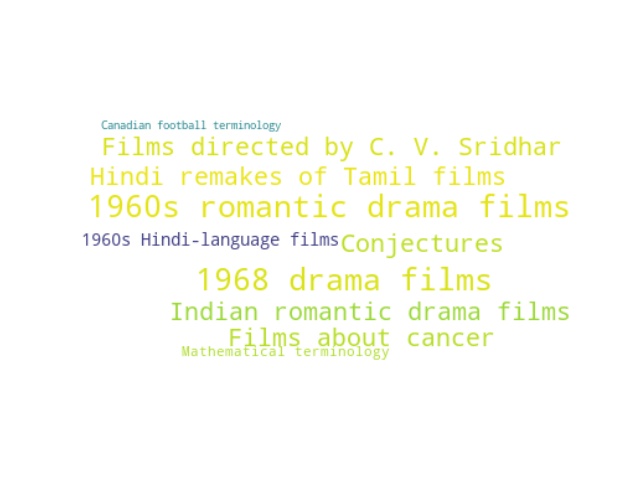 Canadian football terminology
Films directed by C. V. Sridhar
Hindi remakes of Tamil films
1960s romantic drama films
1960s Hindi-language films
Conjectures
1968 drama films
Indian romantic drama films
Films about cancer
Mathematical terminology